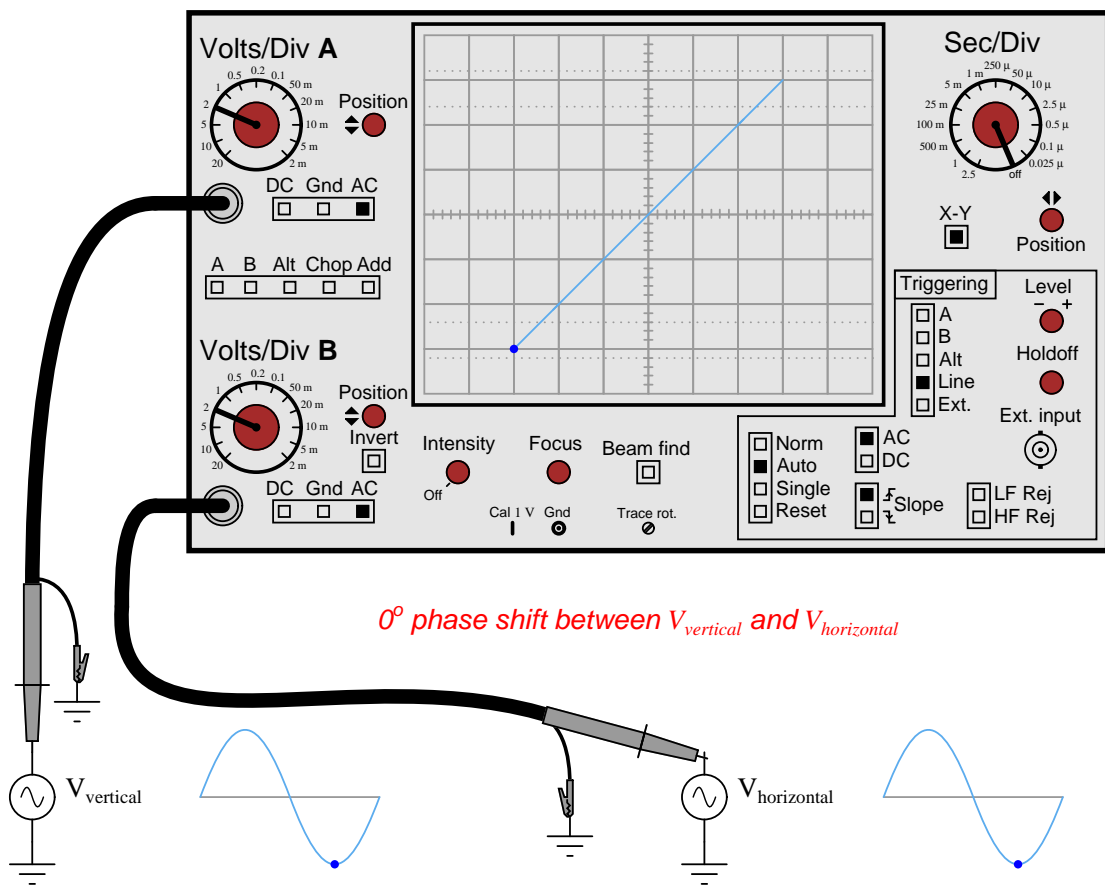 Volts/Div A
20 10 5 2 1 0.5 0.2 0.1 50 m 20 m 10 m 5 m 2 m
Position
DC Gnd AC
A B Alt Chop Add
Volts/Div B
20 10 5 2 1 0.5 0.2 0.1 50 m 20 m 10 m 5 m 2 m
Position
Invert
DC Gnd AC
Intensity
Off
Focus
Beam find
Cal 1 V Gnd
Trace rot.
Sec/Div
1 500 m 100 m 25 m 5 m 1 m 250 µ 50 µ 10 µ 2.5 µ 0.5 µ 0.1 µ 0.025 µ off 2.5
X-Y
Position
Triggering
A
B
Alt
Line
Ext.
Level
− +
Holdoff
Ext. input
Norm
Auto
Single
Reset
AC
DC
Slope
LF Rej
HF Rej
0° phase shift between Vvertical and Vhorizontal
Vvertical
Vhorizontal